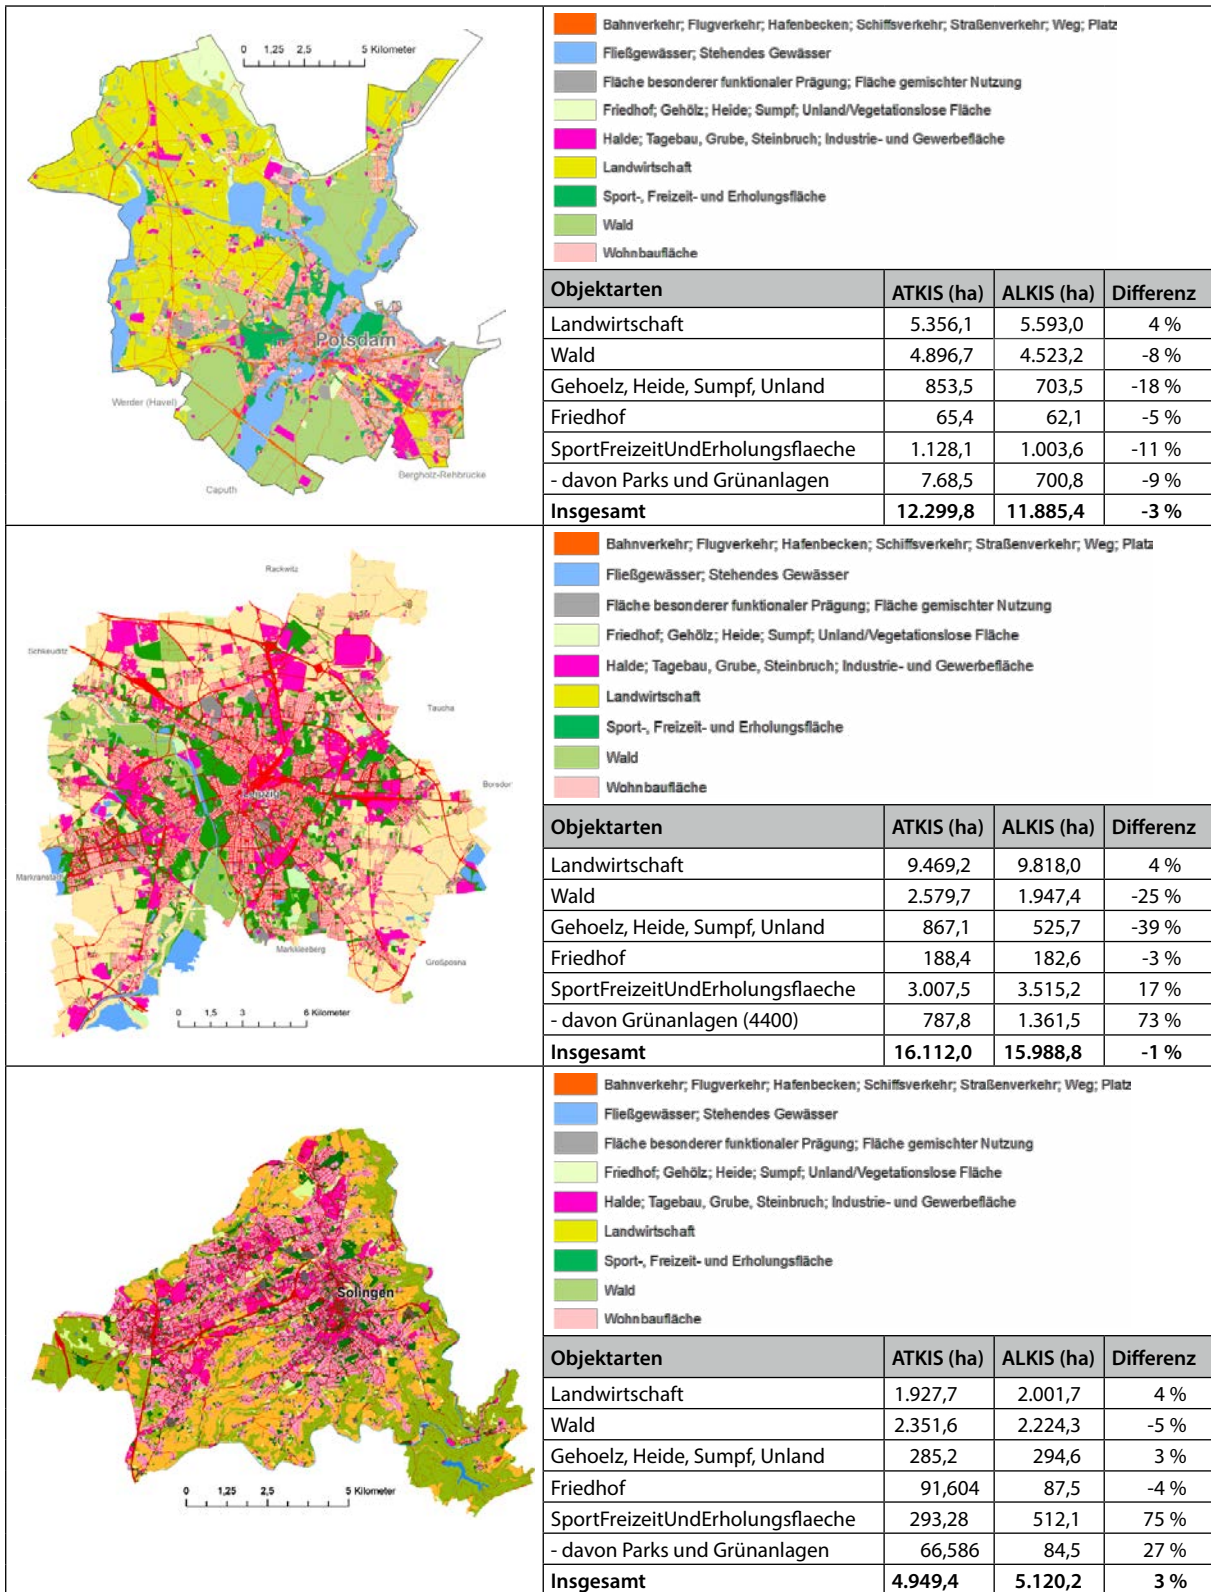 0 1,25 2,5 5 Kilometer
Potsdam
Werder (Havel)
Bergholz-Rehbrücke
Caputh
Bahnverkehr; Flugverkehr; Hafenbecken; Schiffsverkehr; Straßenverkehr; Weg; Platz
Fließgewässer; Stehendes Gewässer
Fläche besonderer funktionaler Prägung; Fläche gemischter Nutzung
Friedhof; Gehölz; Heide; Sumpf; Unland/Vegetationslose Fläche
Halde; Tagebau, Grube, Steinbruch; Industrie- und Gewerbefläche
Landwirtschaft
Sport-, Freizeit- und Erholungsfläche
Wald
Wohnbaufläche
Objektarten ATKIS (ha) ALKIS (ha) Differenz
Landwirtschaft 5.356,1 5.593,0 4 %
Wald 4.896,7 4.523,2 -8 %
Gehoelz, Heide, Sumpf, Unland 853,5 703,5 -18 %
Friedhof 65,4 62,1 -5 %
SportFreizeitUndErholungsflaeche 1.128,1 1.003,6 -11 %
- davon Parks und Grünanlagen 7.68,5 700,8 -9 %
Insgesamt 12.299,8 11.885,4 -3 %
Rackwitz
Schkeuditz
Taucha
Leipzig
Borsdorf
Markranstädt
Markkleeberg
Großposna
0 1,5 3 6 Kilometer
Bahnverkehr; Flugverkehr; Hafenbecken; Schiffsverkehr; Straßenverkehr; Weg; Platz
Fließgewässer; Stehendes Gewässer
Fläche besonderer funktionaler Prägung; Fläche gemischter Nutzung
Friedhof; Gehölz; Heide; Sumpf; Unland/Vegetationslose Fläche
Halde; Tagebau, Grube, Steinbruch; Industrie- und Gewerbefläche
Landwirtschaft
Sport-, Freizeit- und Erholungsfläche
Wald
Wohnbaufläche
Objektarten ATKIS (ha) ALKIS (ha) Differenz
Landwirtschaft 9.469,2 9.818,0 4 %
Wald 2.579,7 1.947,4 -25 %
Gehoelz, Heide, Sumpf, Unland 867,1 525,7 -39 %
Friedhof 188,4 182,6 -3 %
SportFreizeitUndErholungsflaeche 3.007,5 3.515,2 17 %
- davon Grünanlagen (4400) 787,8 1.361,5 73 %
Insgesamt 16.112,0 15.988,8 -1 %
Solingen
0 1,25 2,5 5 Kilometer
Bahnverkehr; Flugverkehr; Hafenbecken; Schiffsverkehr; Straßenverkehr; Weg; Platz
Fließgewässer; Stehendes Gewässer
Fläche besonderer funktionaler Prägung; Fläche gemischter Nutzung
Friedhof; Gehölz; Heide; Sumpf; Unland/Vegetationslose Fläche
Halde; Tagebau, Grube, Steinbruch; Industrie- und Gewerbefläche
Landwirtschaft
Sport-, Freizeit- und Erholungsfläche
Wald
Wohnbaufläche
Objektarten ATKIS (ha) ALKIS (ha) Differenz
Landwirtschaft 1.927,7 2.001,7 4 %
Wald 2.351,6 2.224,3 -5 %
Gehoelz, Heide, Sumpf, Unland 285,2 294,6 3 %
Friedhof 91,604 87,5 -4 %
SportFreizeitUndErholungsflaeche 293,28 512,1 75 %
- davon Parks und Grünanlagen 66,586 84,5 27 %
Insgesamt 4.949,4 5.120,2 3 %